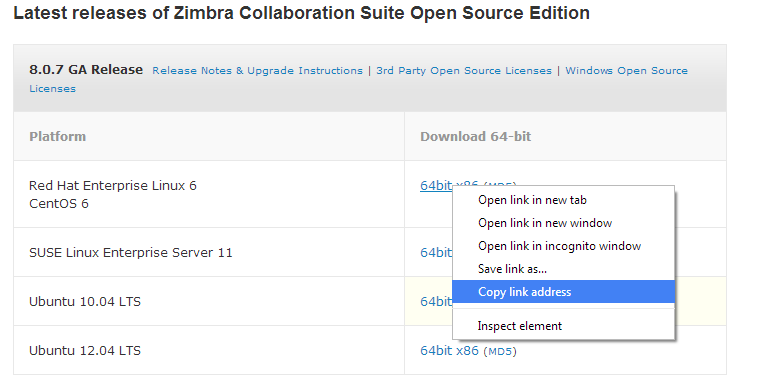 Latest releases of Zimbra Collaboration Suite Open Source Edition
8.0.7 GA Release Release Notes & Upgrade Instructions | 3rd Party Open Source Licenses | Windows Open Source
Licenses
Platform Download 64-bit
Red Hat Enterprise Linux 6 64bit x86 (MD5)
CentOS 6
Open link in new tab
Open link in new window
Open link in incognito window
Save link as...
Copy link address
Inspect element
SUSE Linux Enterprise Server 11 64bit
Ubuntu 10.04 LTS 64bit
Ubuntu 12.04 LTS 64bit x86 (MD5)